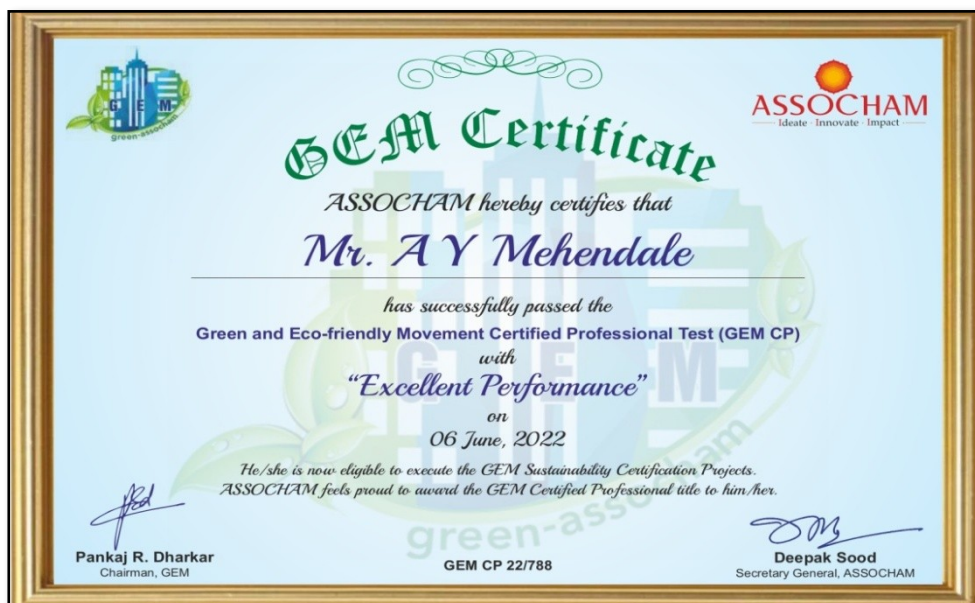 G E M
green-assocham
ASSOCHAM
Ideate · Innovate · Impact
GEM Certificate
ASSOCHAM hereby certifies that
Mr. A Y Mehendale
has successfully passed the
Green and Eco-friendly Movement Certified Professional Test (GEM CP)
with
"Excellent Performance"
on
06 June, 2022
He/she is now eligible to execute the GEM Sustainability Certification Projects.
ASSOCHAM feels proud to award the GEM Certified Professional title to him/her.
G E M
green-assocham
Pankaj R. Dharkar
Chairman, GEM
GEM CP 22/788
Deepak Sood
Secretary General, ASSOCHAM